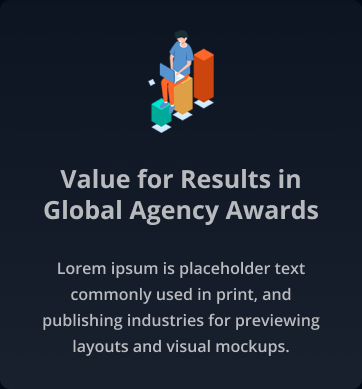 Value for Results in
Global Agency Awards
Lorem ipsum is placeholder text
commonly used in print, and
publishing industries for previewing
layouts and visual mockups.